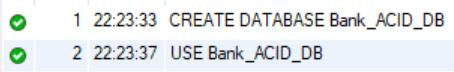 1 22:23:33 CREATE DATABASE Bank_ACID_DB
2 22:23:37 USE Bank_ACID_DB